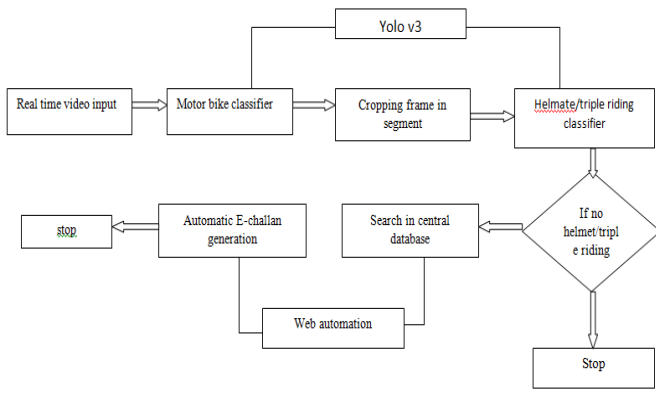 Yolo v3
Real time video input
Motor bike classifier
Cropping frame in
segment
Helmate/triple riding
classifier
If no
helmet/tripl
e riding
Search in central
database
Automatic E-challan
generation
stop
Web automation
Stop